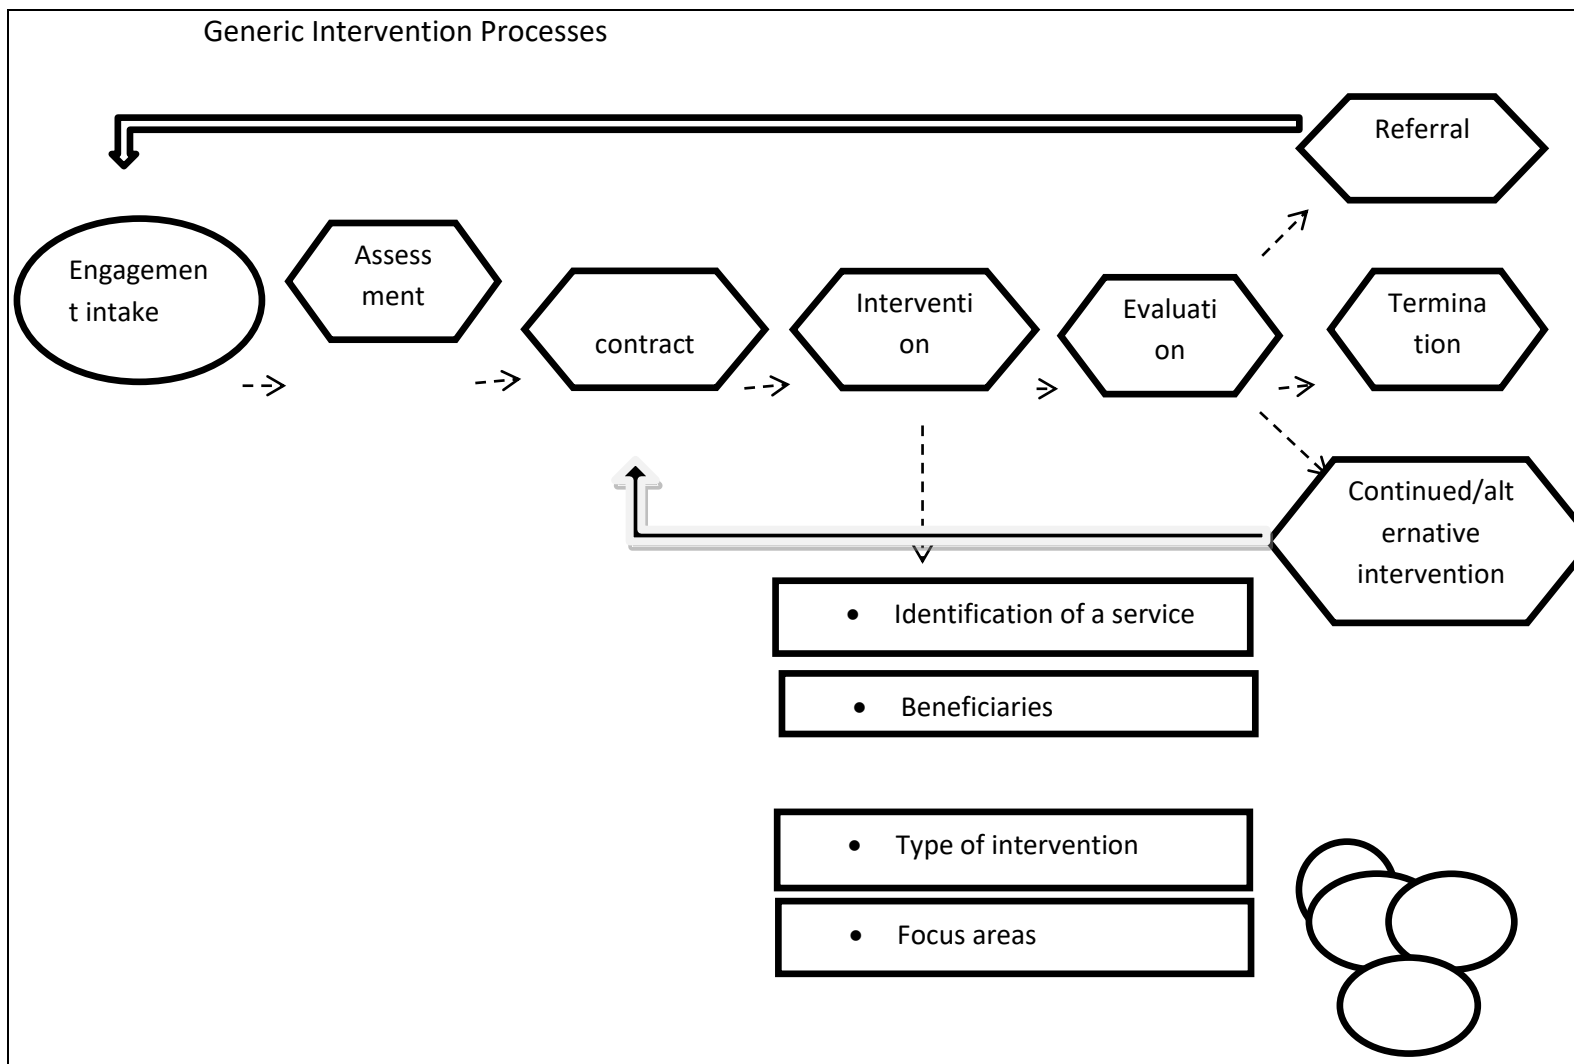 Generic Intervention Processes
Referral
Engagemen
t intake
Assess
ment
contract
Interventi
on
Evaluati
on
Termina
tion
Continued/alt
ernative
intervention
• Identification of a service
• Beneficiaries
• Type of intervention
• Focus areas